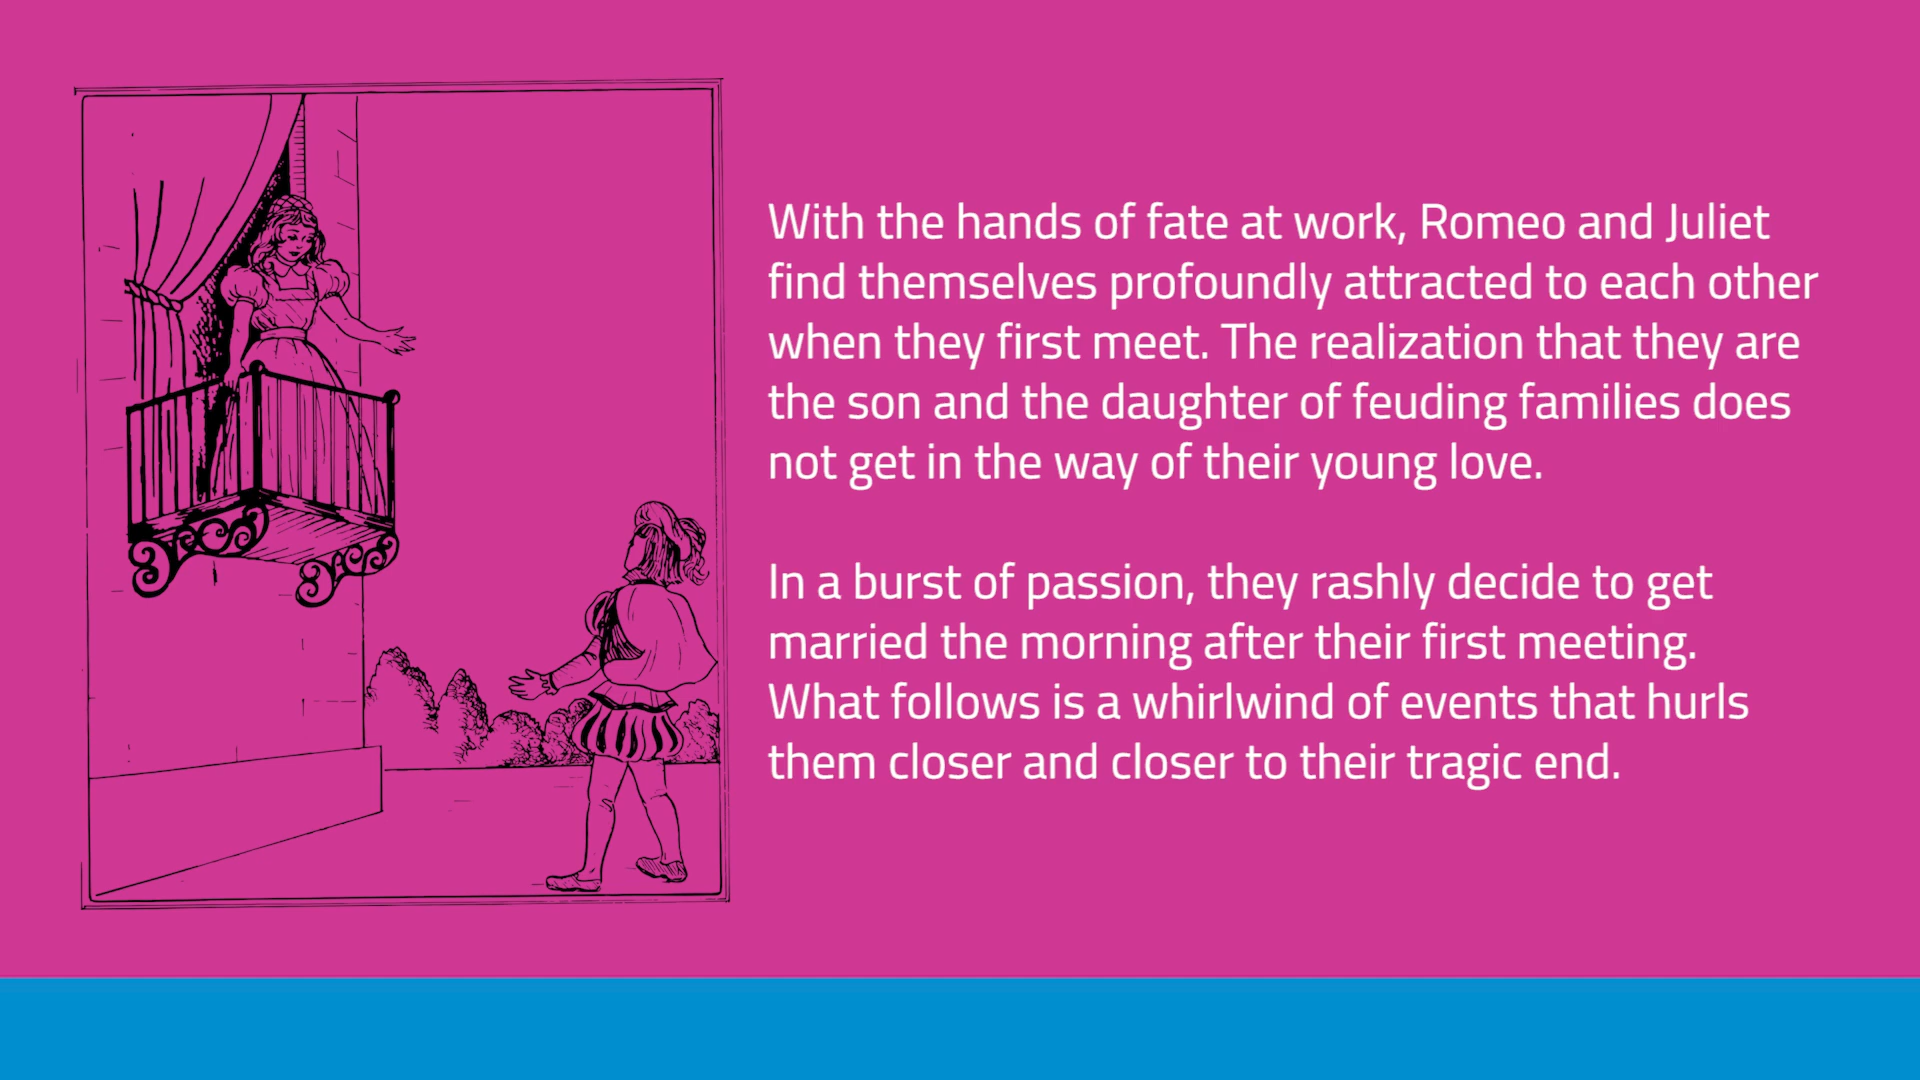 With the hands of fate at work, Romeo and Juliet
find themselves profoundly attracted to each other
when they first meet. The realization that they are
the son and the daughter of feuding families does
not get in the way of their young love.
In a burst of passion, they rashly decide to get
married the morning after their first meeting.
What follows is a whirlwind of events that hurls
them closer and closer to their tragic end.